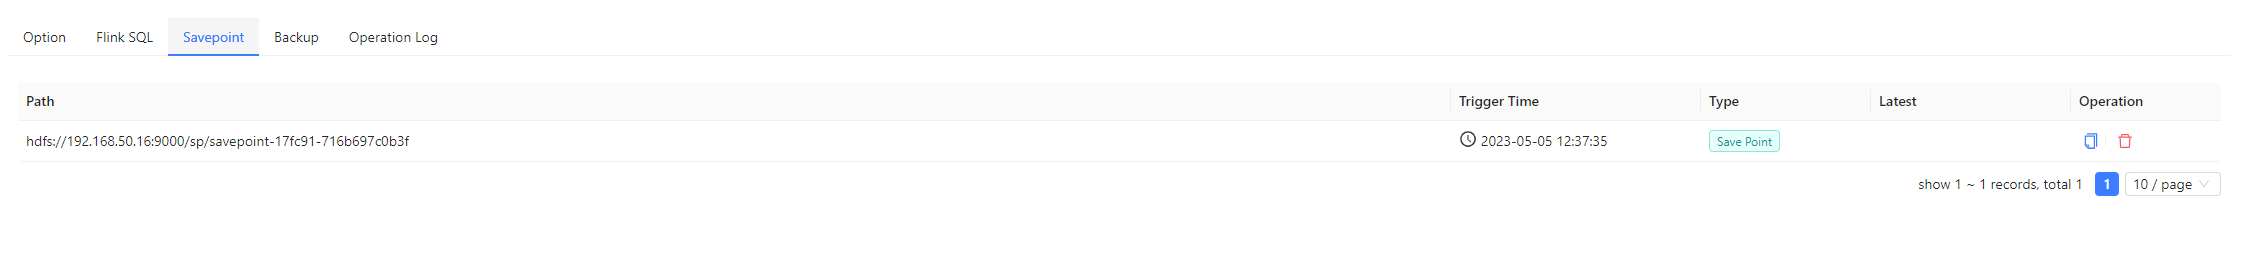 Option Flink SQL Savepoint Backup Operation Log
Path Trigger Time Type Latest Operation
hdfs://192.168.50.16:9000/sp/savepoint-17fc91-716b697c0b3f 2023-05-05 12:37:35 Save Point
show 1 ~ 1 records, total 1 1 10 / page